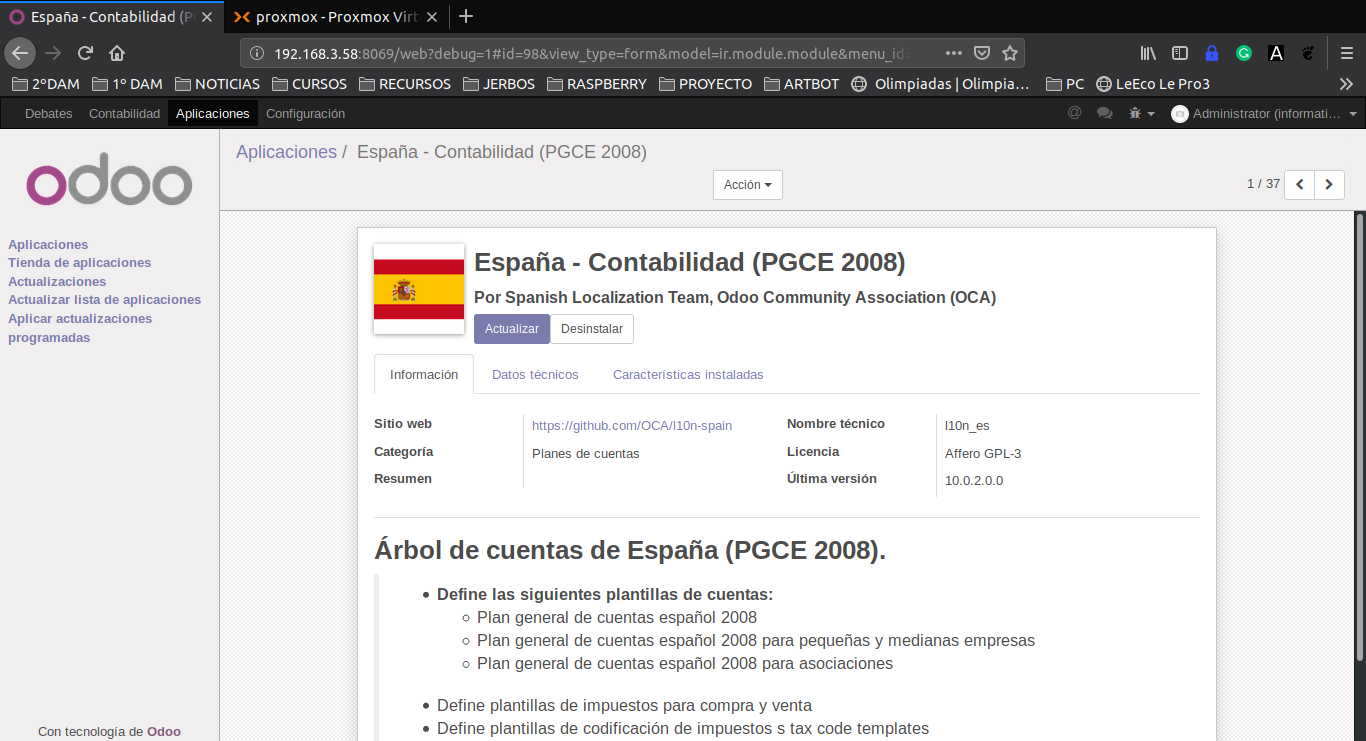 España - Contabilidad (P
proxmox - Proxmox Virt
192.168.3.58:8069/web?debug=1#id=98&view_type=form&model=ir.module.module&menu_id=
2ºDAM 1º DAM NOTICIAS CURSOS RECURSOS JERBOS RASPBERRY PROYECTO ARTBOT Olimpiadas | Olimpia… PC LeEco Le Pro3
Debates Contabilidad Aplicaciones Configuración @ Administrator (informati…
odoo
Aplicaciones / España - Contabilidad (PGCE 2008)
Acción
1 / 37
Aplicaciones
Tienda de aplicaciones
Actualizaciones
Actualizar lista de aplicaciones
Aplicar actualizaciones
programadas
España - Contabilidad (PGCE 2008)
Por Spanish Localization Team, Odoo Community Association (OCA)
Actualizar Desinstalar
Información Datos técnicos Características instaladas
Sitio web https://github.com/OCA/l10n-spain Nombre técnico l10n_es
Categoría Planes de cuentas Licencia Affero GPL-3
Resumen Última versión 10.0.2.0.0
Árbol de cuentas de España (PGCE 2008).
• Define las siguientes plantillas de cuentas:
◦ Plan general de cuentas español 2008
◦ Plan general de cuentas español 2008 para pequeñas y medianas empresas
◦ Plan general de cuentas español 2008 para asociaciones
• Define plantillas de impuestos para compra y venta
• Define plantillas de codificación de impuestos s tax code templates
Con tecnología de Odoo